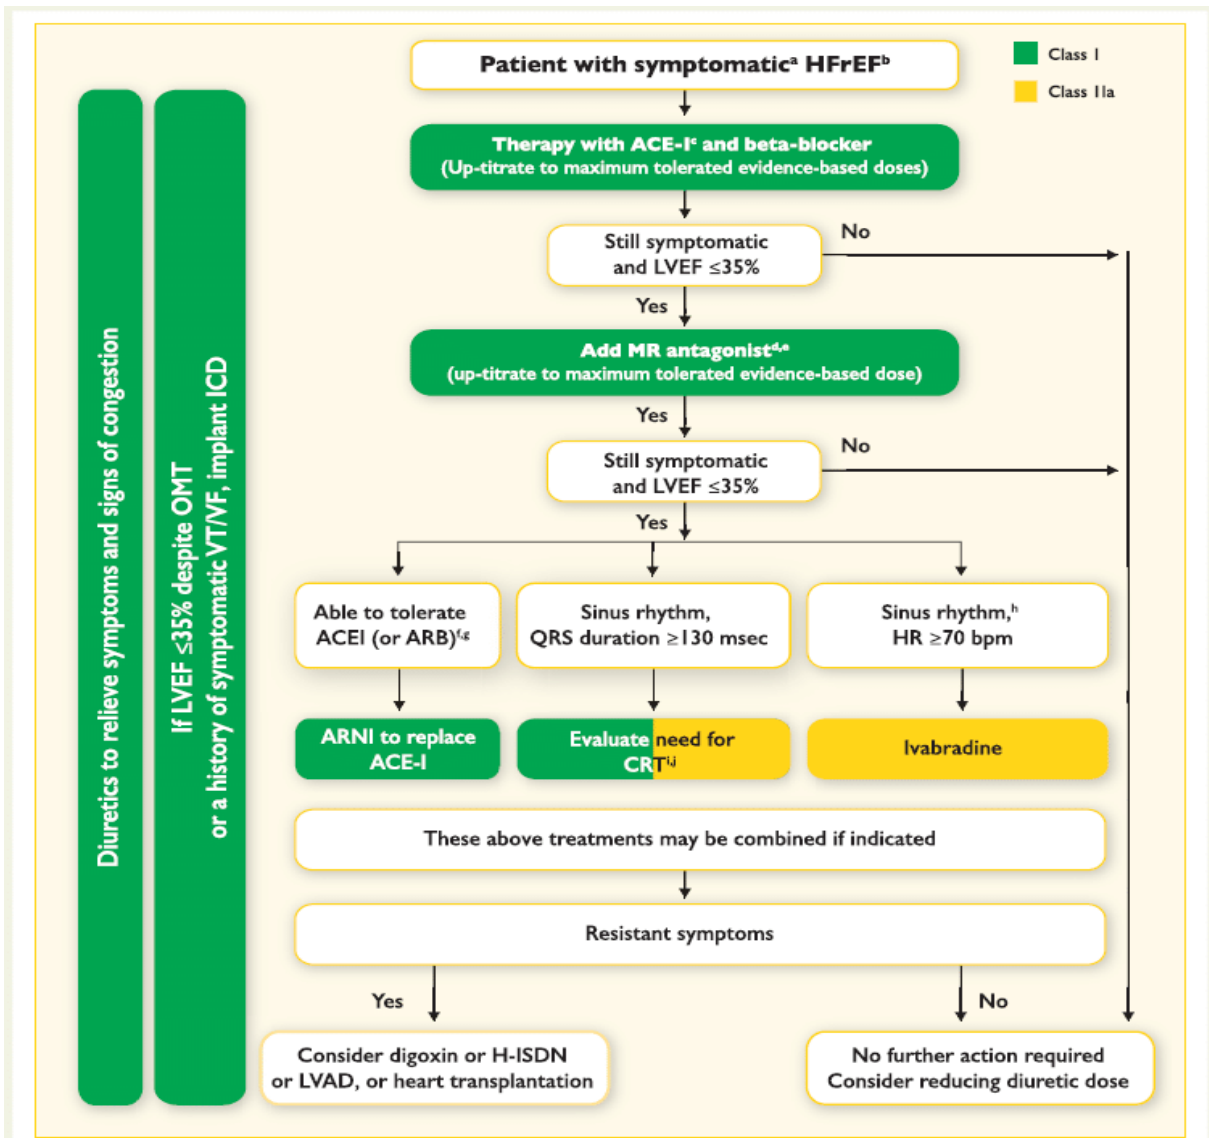 Patient with symptomaticᵃ HFrEFᵇ
Class I
Class IIa
Therapy with ACE-Iᶜ and beta-blocker
(Up-titrate to maximum tolerated evidence-based doses)
Still symptomatic
and LVEF ≤35%
No
Yes
Add MR antagonistᵈ,ᵉ
(up-titrate to maximum tolerated evidence-based dose)
Yes
Still symptomatic
and LVEF ≤35%
No
Yes
Able to tolerate
ACEI (or ARB)ᶠ,ᵍ
Sinus rhythm,
QRS duration ≥130 msec
Sinus rhythm,ʰ
HR ≥70 bpm
ARNI to replace
ACE-I
Evaluate need for
CRTⁱ,ʲ
Ivabradine
These above treatments may be combined if indicated
Resistant symptoms
Yes
No
Consider digoxin or H-ISDN
or LVAD, or heart transplantation
No further action required
Consider reducing diuretic dose
Diuretics to relieve symptoms and signs of congestion
If LVEF ≤35% despite OMT
or a history of symptomatic VT/VF, implant ICD